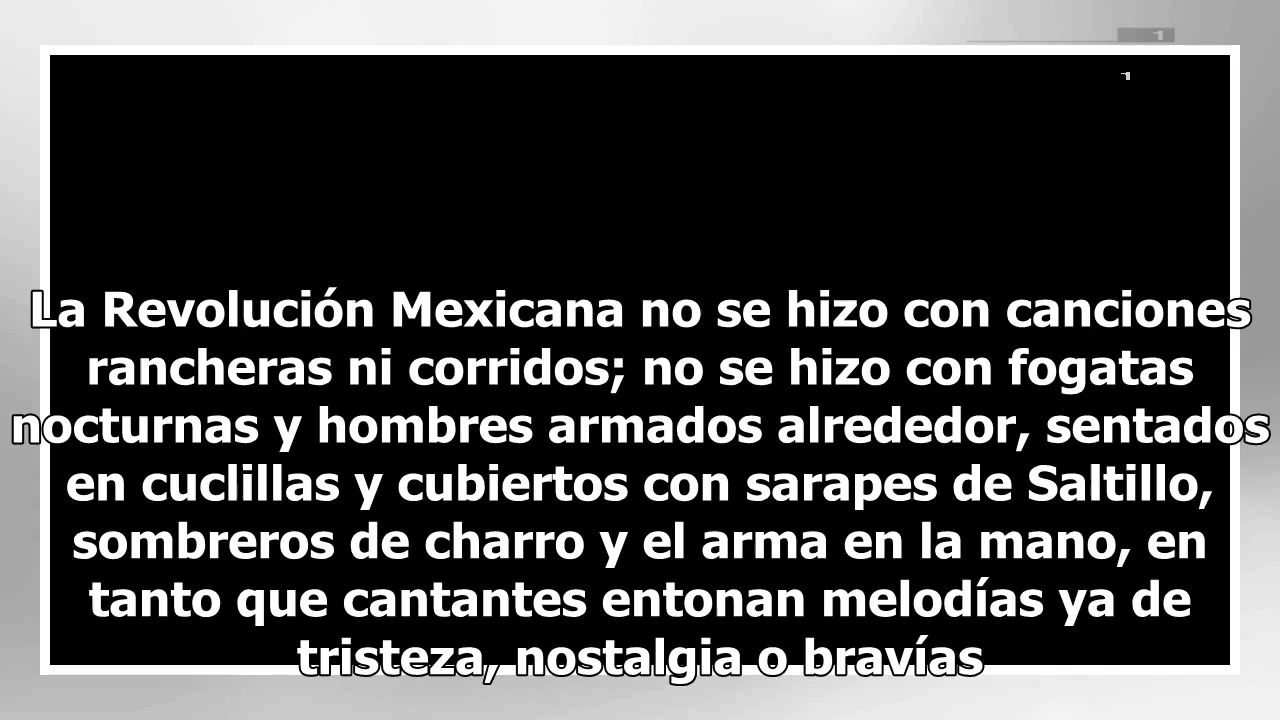 La Revolución Mexicana no se hizo con canciones
rancheras ni corridos; no se hizo con fogatas
nocturnas y hombres armados alrededor, sentados
en cuclillas y cubiertos con sarapes de Saltillo,
sombreros de charro y el arma en la mano, en
tanto que cantantes entonan melodías ya de
tristeza, nostalgia o bravías